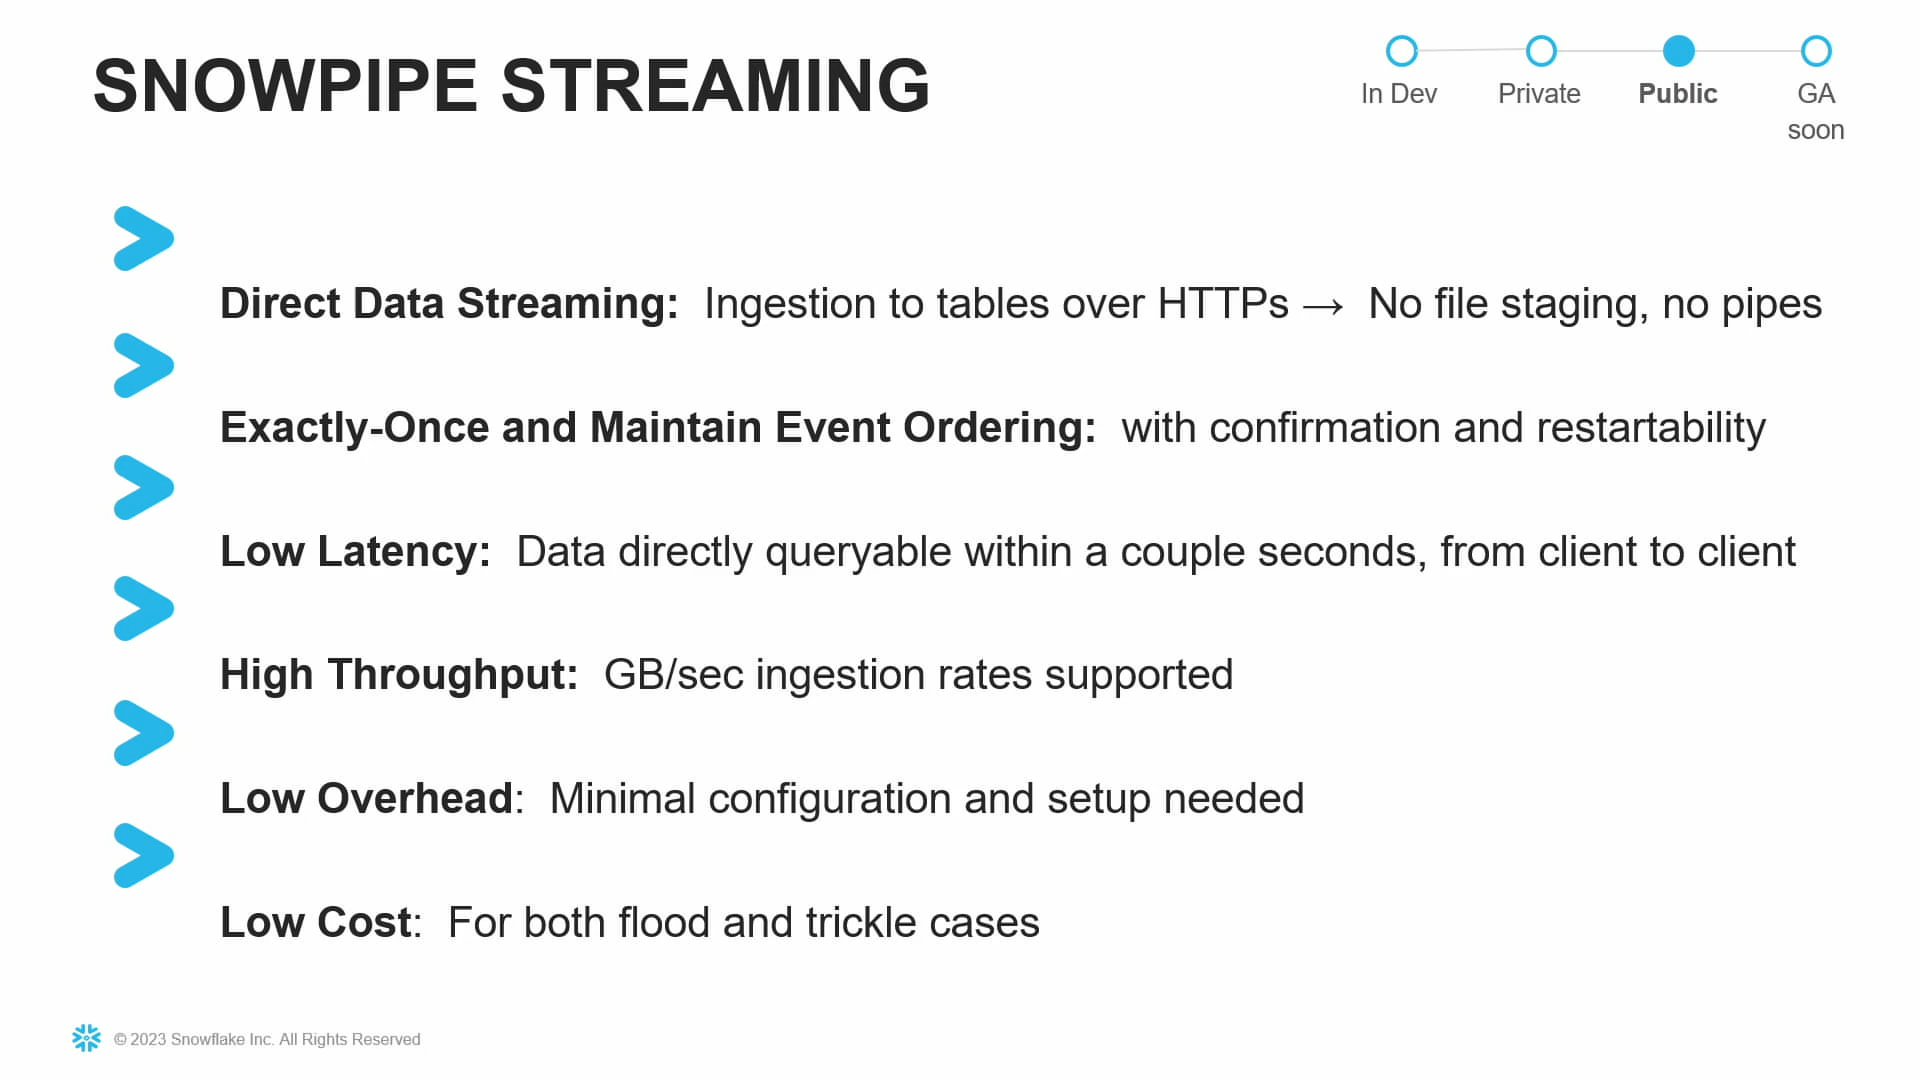 SNOWPIPE STREAMING
In Dev
Private
Public
GA
soon
Direct Data Streaming: Ingestion to tables over HTTPs → No file staging, no pipes
Exactly-Once and Maintain Event Ordering: with confirmation and restartability
Low Latency: Data directly queryable within a couple seconds, from client to client
High Throughput: GB/sec ingestion rates supported
Low Overhead: Minimal configuration and setup needed
Low Cost: For both flood and trickle cases
© 2023 Snowflake Inc. All Rights Reserved